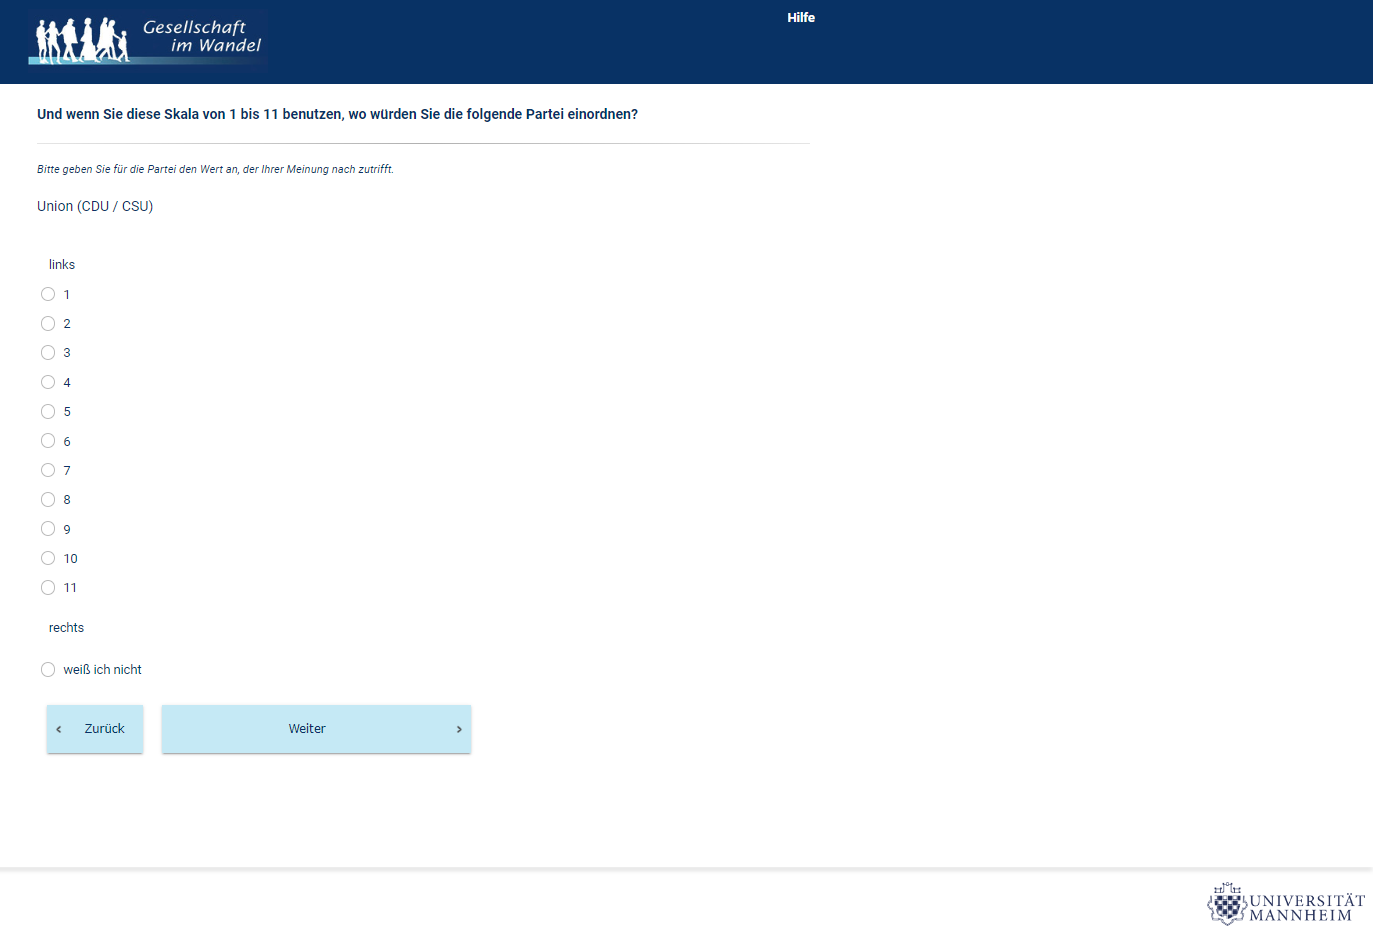 Gesellschaft
im Wandel
Hilfe
Und wenn Sie diese Skala von 1 bis 11 benutzen, wo würden Sie die folgende Partei einordnen?
Bitte geben Sie für die Partei den Wert an, der Ihrer Meinung nach zutrifft.
Union (CDU / CSU)
links
1
2
3
4
5
6
7
8
9
10
11
rechts
weiß ich nicht
‹ Zurück
Weiter ›
UNIVERSITÄT
MANNHEIM